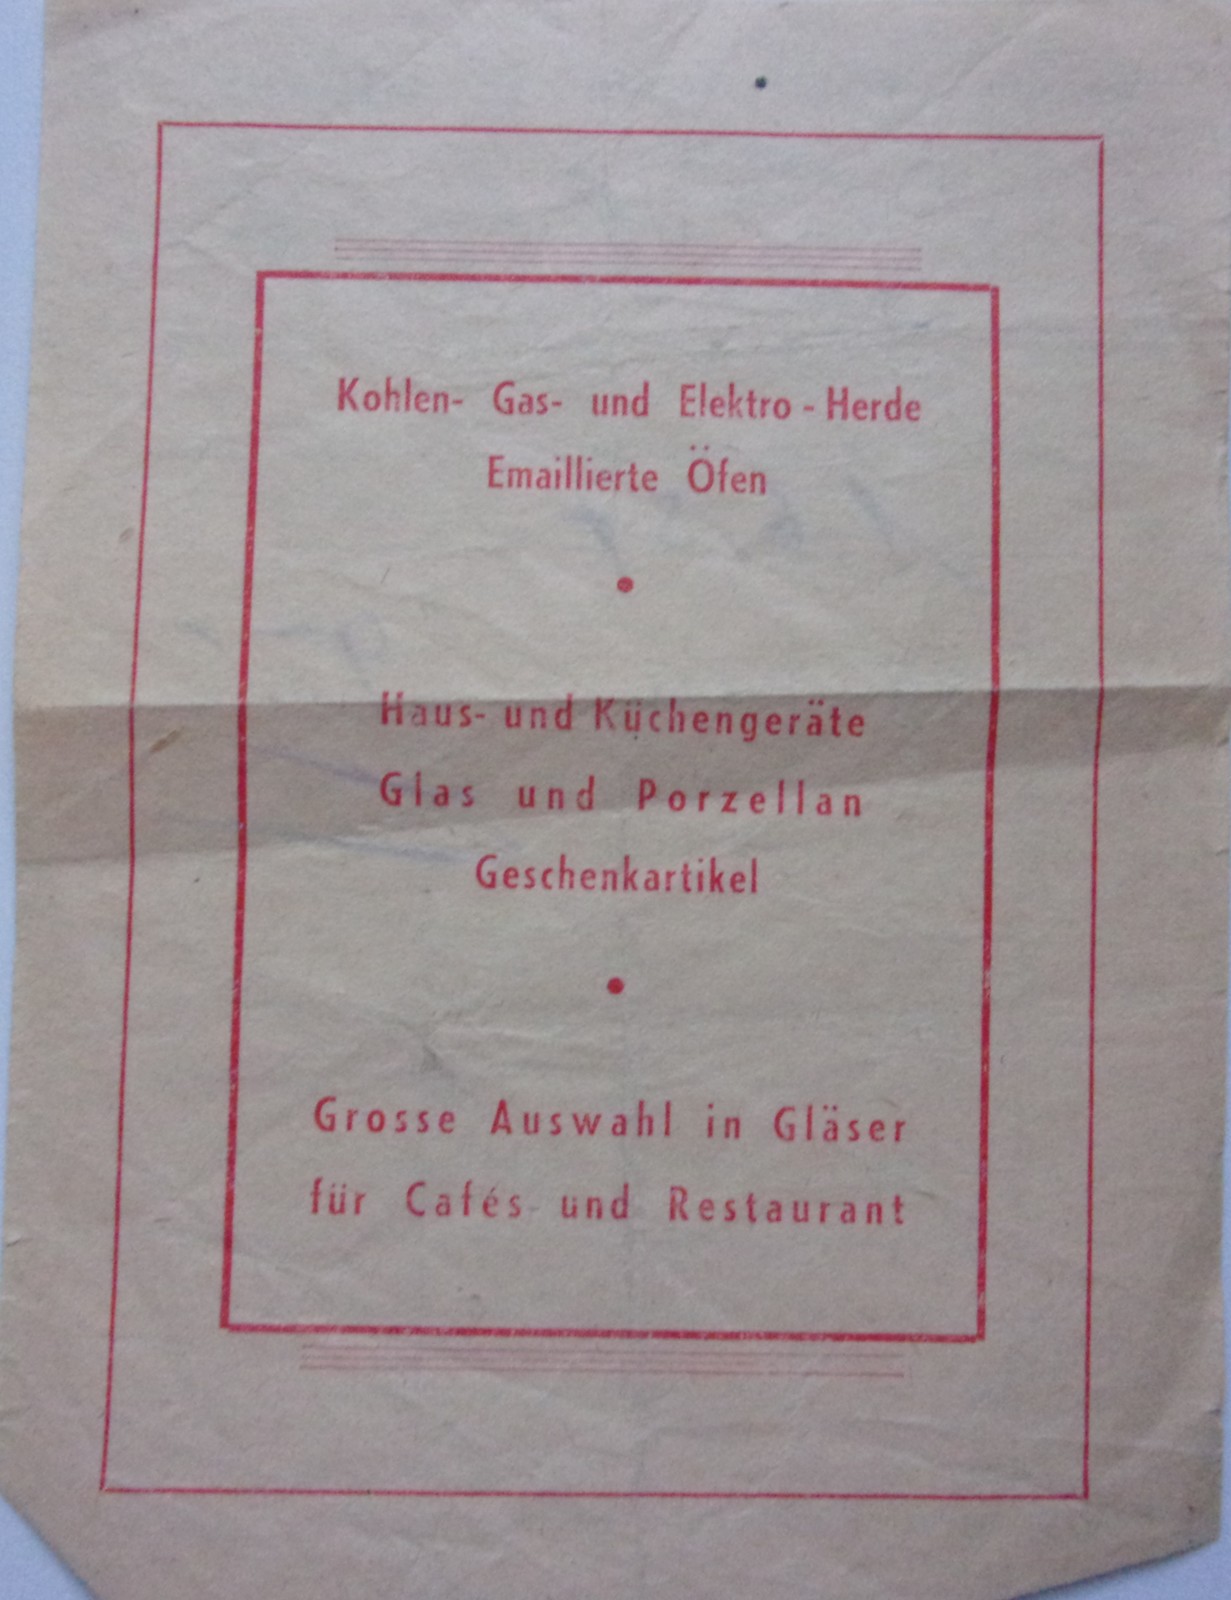 Kohlen- Gas- und Elektro - Herde
Emaillierte Öfen
Haus- und Küchengeräte
Glas und Porzellan
Geschenkartikel
Grosse Auswahl in Gläser
für Cafés- und Restaurant